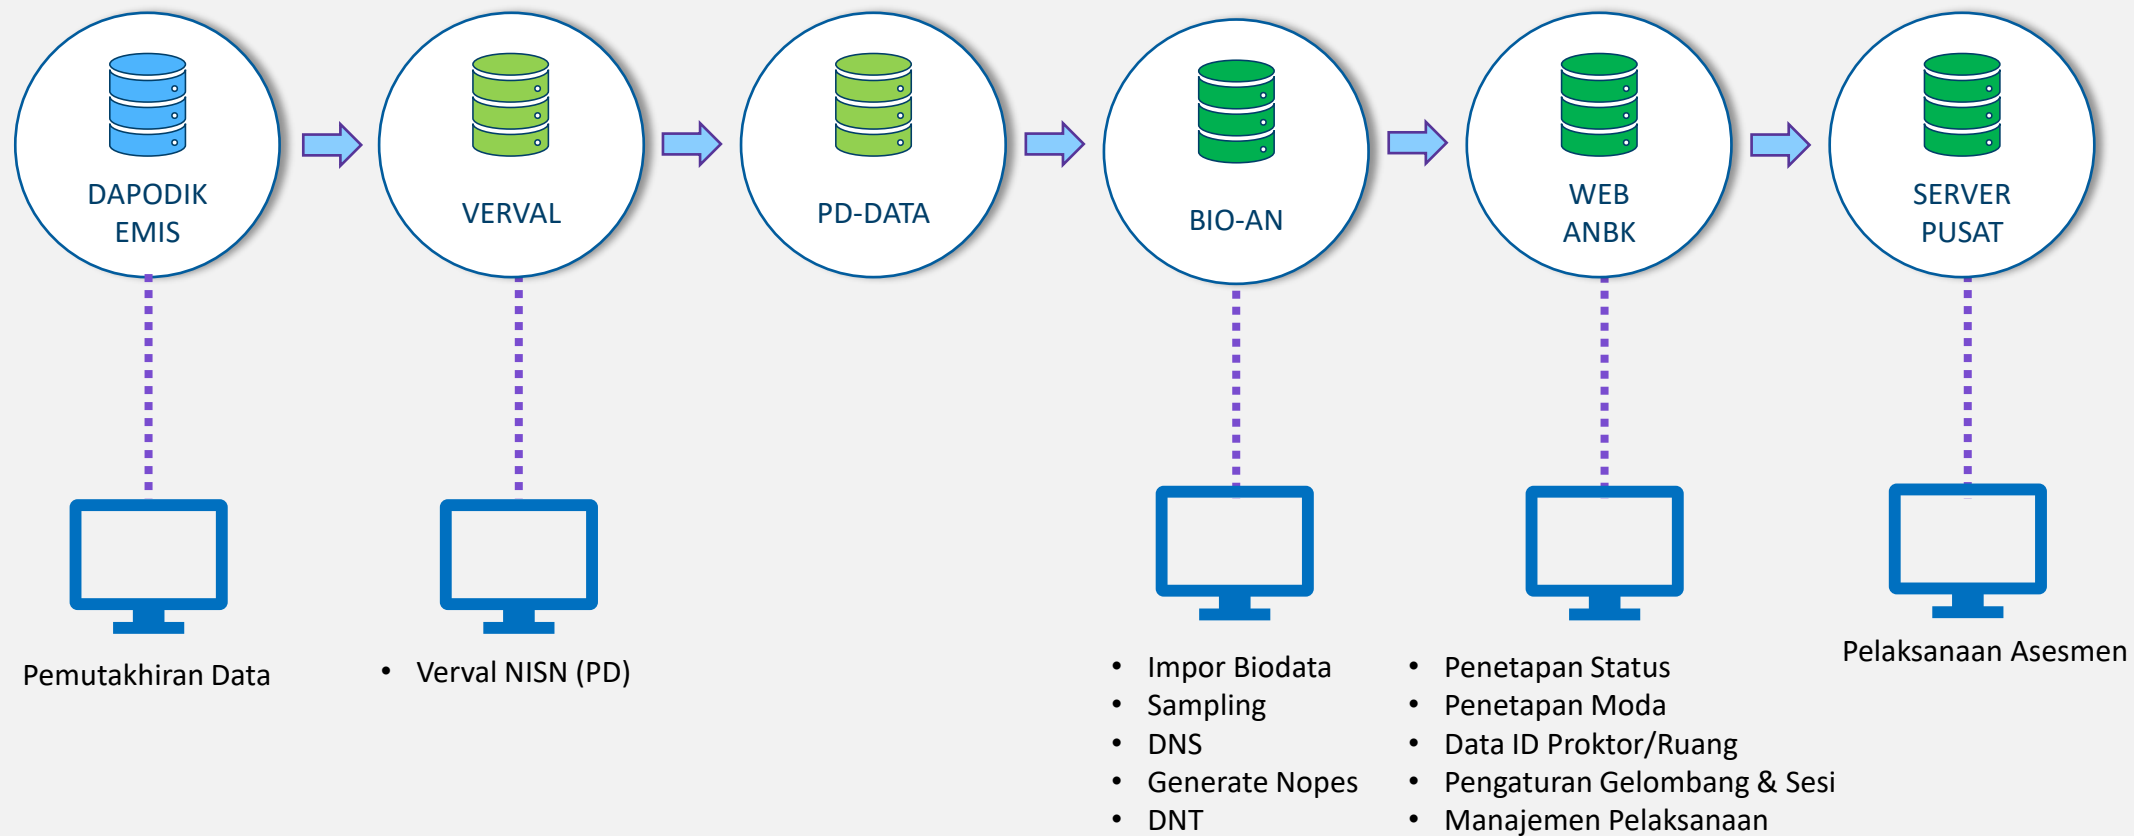 DAPODIK
EMIS
VERVAL
PD-DATA
BIO-AN
WEB
ANBK
SERVER
PUSAT
Pemutakhiran Data
• Verval NISN (PD)
• Impor Biodata
• Sampling
• DNS
• Generate Nopes
• DNT
• Penetapan Status
• Penetapan Moda
• Data ID Proktor/Ruang
• Pengaturan Gelombang & Sesi
• Manajemen Pelaksanaan
Pelaksanaan Asesmen